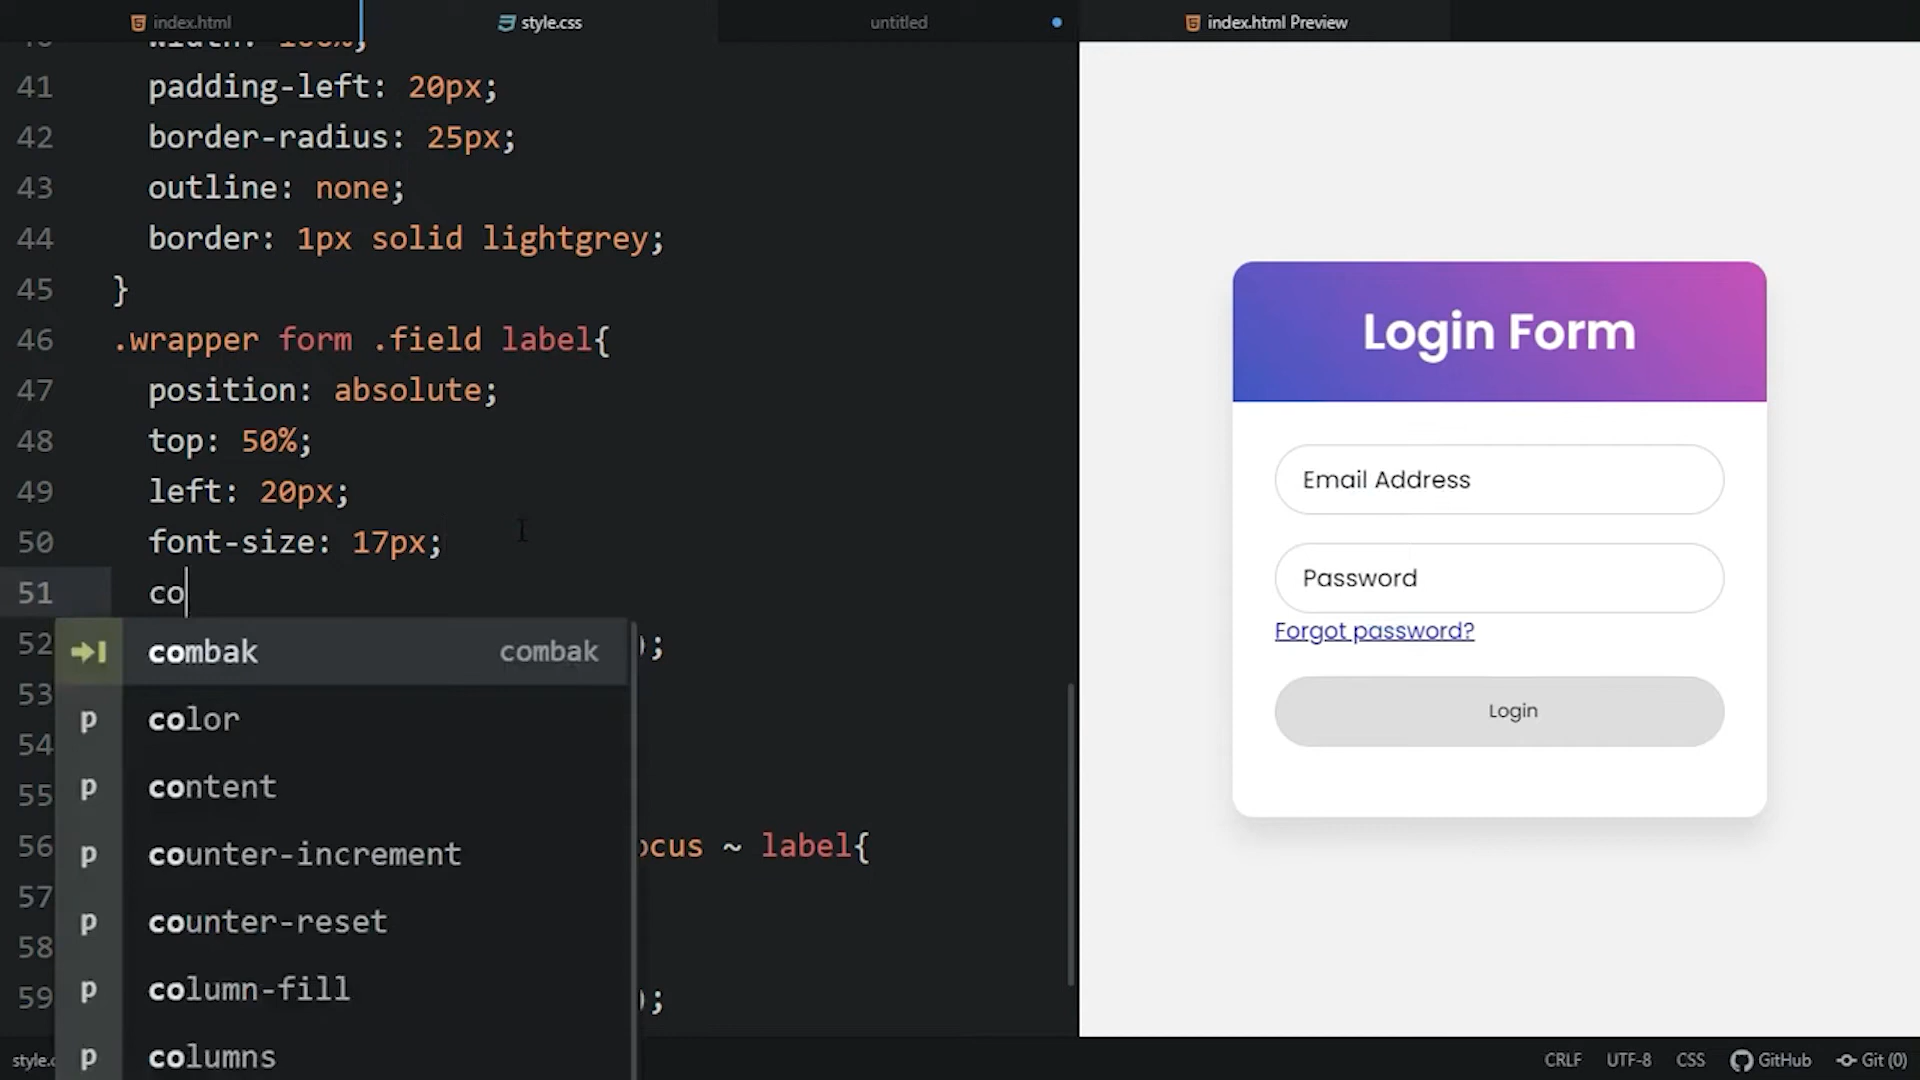 index.html
style.css
untitled
index.html Preview
41 padding-left: 20px;
42 border-radius: 25px;
43 outline: none;
44 border: 1px solid lightgrey;
45 }
46 .wrapper form .field label{
47 position: absolute;
48 top: 50%;
49 left: 20px;
50 font-size: 17px;
51 co
52 );
combak combak
53
color
54
content
55
56 ocus ~ label{
counter-increment
57
counter-reset
58
column-fill
59 );
columns
Login Form
Email Address
Password
Forgot password?
Login
style.c
CRLF UTF-8 CSS GitHub Git (0)